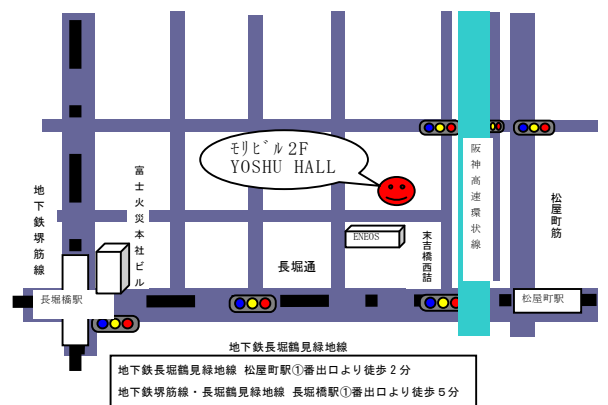 モリビル2F
YOSHU HALL
地下鉄堺筋線
富士火災本社ビル
阪神高速環状線
松屋町筋
ENEOS
末吉橋西詰
長堀通
長堀橋駅
松屋町駅
地下鉄長堀鶴見緑地線
地下鉄長堀鶴見緑地線 松屋町駅①番出口より徒歩2分
地下鉄堺筋線・長堀鶴見緑地線 長堀橋駅①番出口より徒歩5分